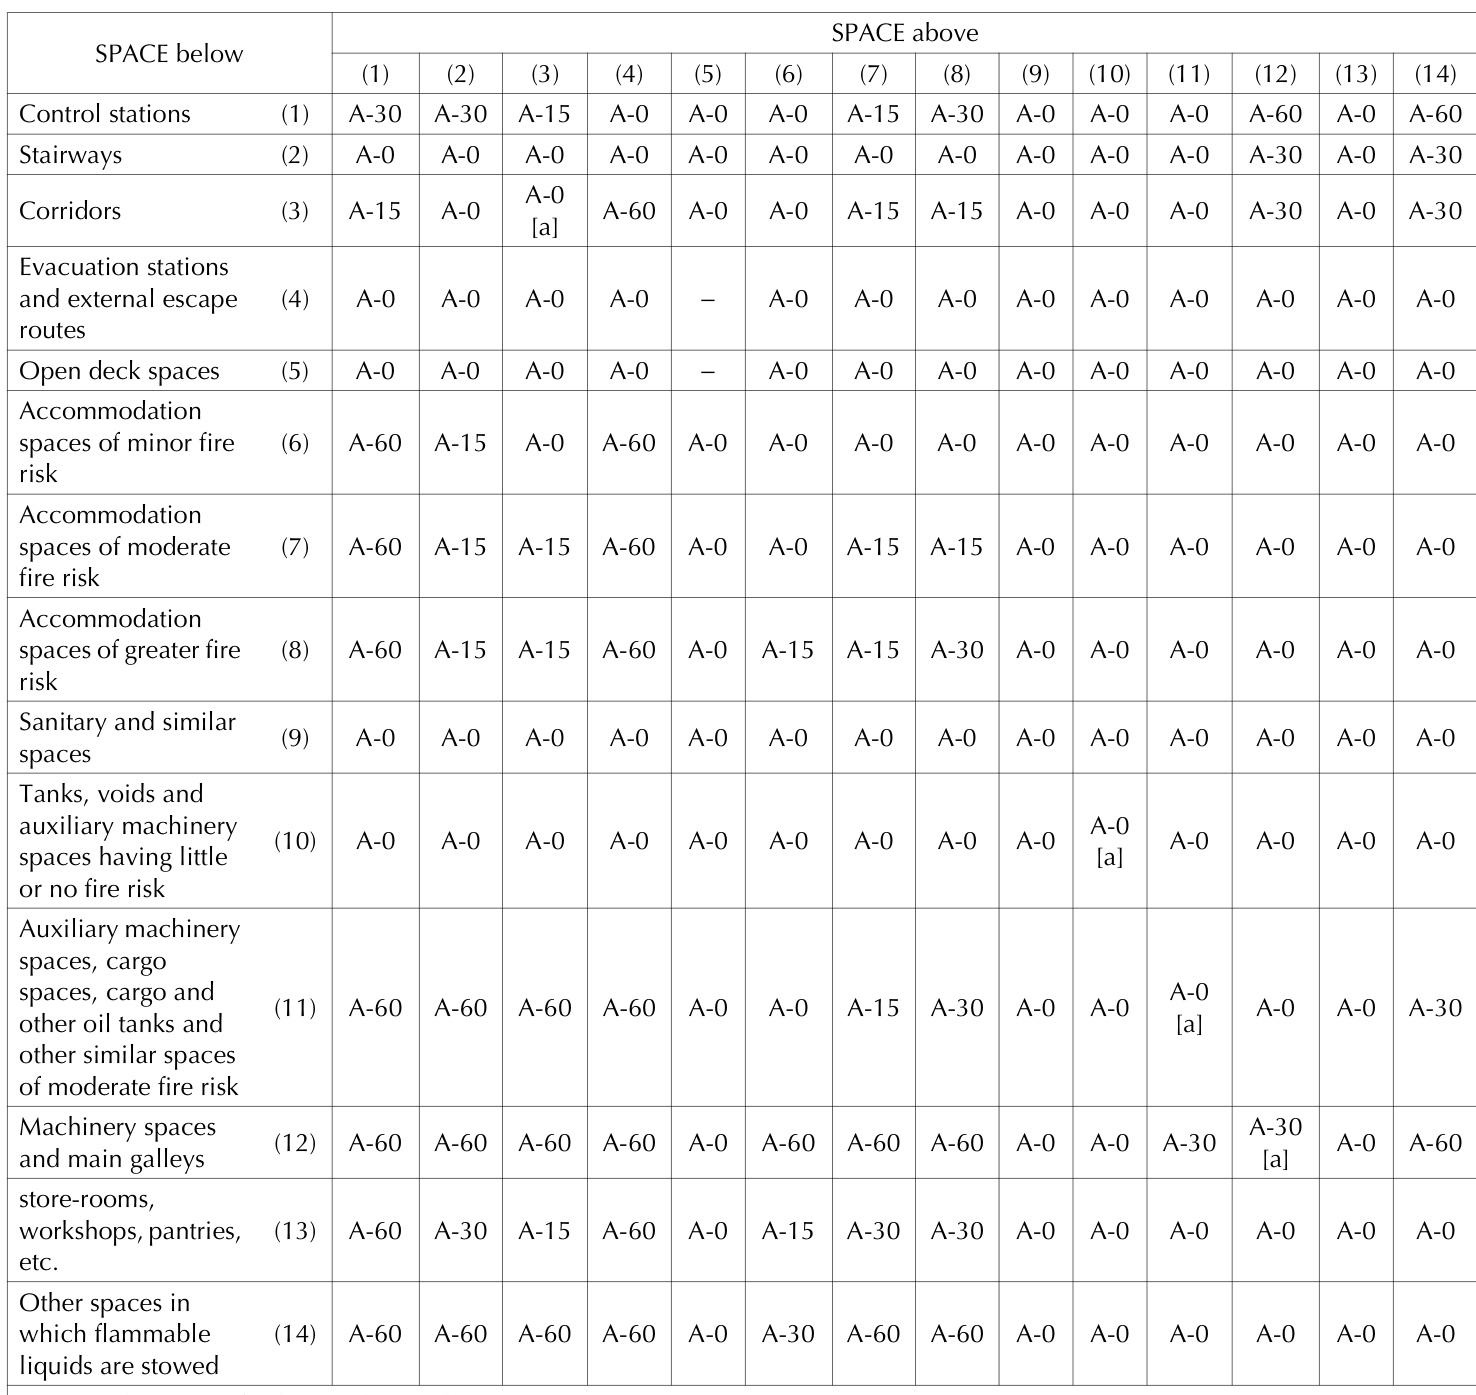 SPACE below SPACE above
(1) (2) (3) (4) (5) (6) (7) (8) (9) (10) (11) (12) (13) (14)
Control stations (1) A-30 A-30 A-15 A-0 A-0 A-0 A-15 A-30 A-0 A-0 A-0 A-60 A-0 A-60
Stairways (2) A-0 A-0 A-0 A-0 A-0 A-0 A-0 A-0 A-0 A-0 A-0 A-30 A-0 A-30
Corridors (3) A-15 A-0 A-0 [a] A-60 A-0 A-0 A-15 A-15 A-0 A-0 A-0 A-30 A-0 A-30
Evacuation stations
and external escape (4) A-0 A-0 A-0 A-0 – A-0 A-0 A-0 A-0 A-0 A-0 A-0 A-0 A-0
routes
Open deck spaces (5) A-0 A-0 A-0 A-0 – A-0 A-0 A-0 A-0 A-0 A-0 A-0 A-0 A-0
Accommodation
spaces of minor fire (6) A-60 A-15 A-0 A-60 A-0 A-0 A-0 A-0 A-0 A-0 A-0 A-0 A-0 A-0
risk
Accommodation
spaces of moderate (7) A-60 A-15 A-15 A-60 A-0 A-0 A-15 A-15 A-0 A-0 A-0 A-0 A-0 A-0
fire risk
Accommodation
spaces of greater fire (8) A-60 A-15 A-15 A-60 A-0 A-15 A-15 A-30 A-0 A-0 A-0 A-0 A-0 A-0
risk
Sanitary and similar
spaces (9) A-0 A-0 A-0 A-0 A-0 A-0 A-0 A-0 A-0 A-0 A-0 A-0 A-0 A-0
Tanks, voids and
auxiliary machinery
spaces having little (10) A-0 A-0 A-0 A-0 A-0 A-0 A-0 A-0 A-0 A-0 [a] A-0 A-0 A-0 A-0
or no fire risk
Auxiliary machinery
spaces, cargo
spaces, cargo and (11) A-60 A-60 A-60 A-60 A-0 A-0 A-15 A-30 A-0 A-0 A-0 [a] A-0 A-0 A-30
other oil tanks and
other similar spaces
of moderate fire risk
Machinery spaces
and main galleys (12) A-60 A-60 A-60 A-60 A-0 A-60 A-60 A-60 A-0 A-0 A-30 A-30 [a] A-0 A-60
store-rooms,
workshops, pantries, (13) A-60 A-30 A-15 A-60 A-0 A-15 A-30 A-30 A-0 A-0 A-0 A-0 A-0 A-0
etc.
Other spaces in
which flammable (14) A-60 A-60 A-60 A-60 A-0 A-30 A-60 A-60 A-0 A-0 A-0 A-0 A-0 A-0
liquids are stowed